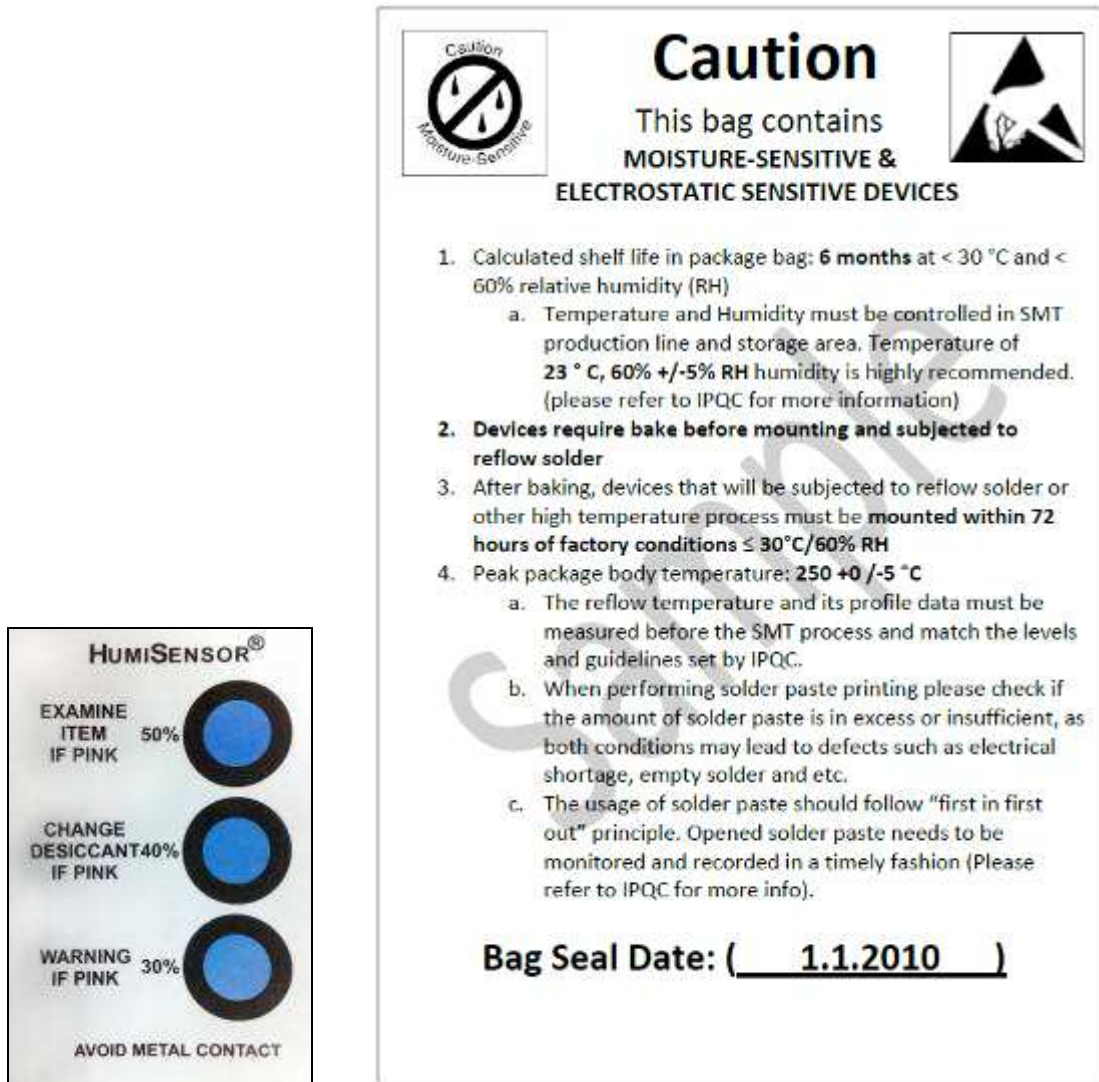 HUMISENSOR®
EXAMINE
ITEM 50%
IF PINK
CHANGE
DESICCANT40%
IF PINK
WARNING 30%
IF PINK
AVOID METAL CONTACT
Caution
Moisture-Sensitive
Caution
This bag contains
MOISTURE-SENSITIVE &
ELECTROSTATIC SENSITIVE DEVICES
1. Calculated shelf life in package bag: 6 months at < 30 °C and <
60% relative humidity (RH)
a. Temperature and Humidity must be controlled in SMT
production line and storage area. Temperature of
23 ° C, 60% +/-5% RH humidity is highly recommended.
(please refer to IPQC for more information)
2. Devices require bake before mounting and subjected to
reflow solder
3. After baking, devices that will be subjected to reflow solder or
other high temperature process must be mounted within 72
hours of factory conditions ≤ 30°C/60% RH
4. Peak package body temperature: 250 +0 /-5 °C
a. The reflow temperature and its profile data must be
measured before the SMT process and match the levels
and guidelines set by IPQC.
b. When performing solder paste printing please check if
the amount of solder paste is in excess or insufficient, as
both conditions may lead to defects such as electrical
shortage, empty solder and etc.
c. The usage of solder paste should follow “first in first
out” principle. Opened solder paste needs to be
monitored and recorded in a timely fashion (Please
refer to IPQC for more info).
Bag Seal Date: ( 1.1.2010 )
Sample